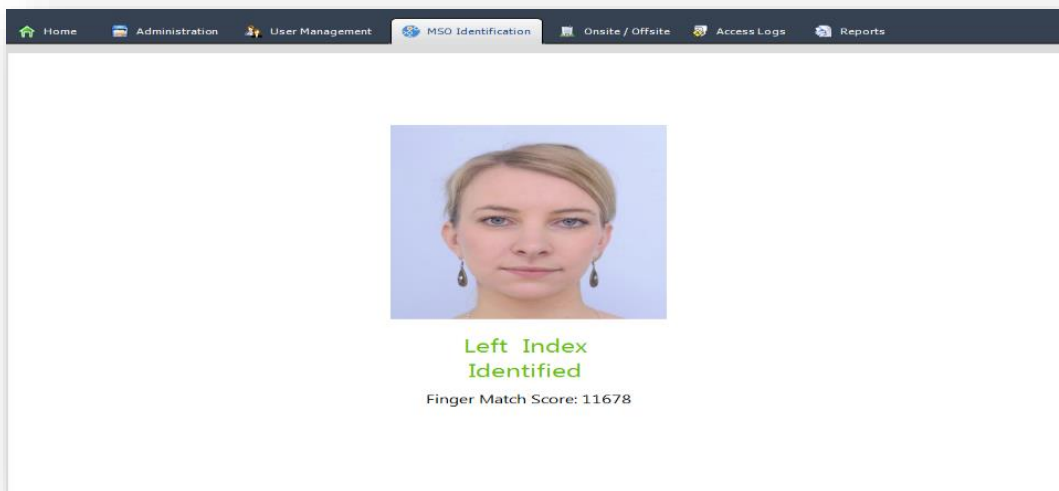 Home Administration User Management MSO Identification Onsite / Offsite Access Logs Reports
Left Index
Identified
Finger Match Score: 11678